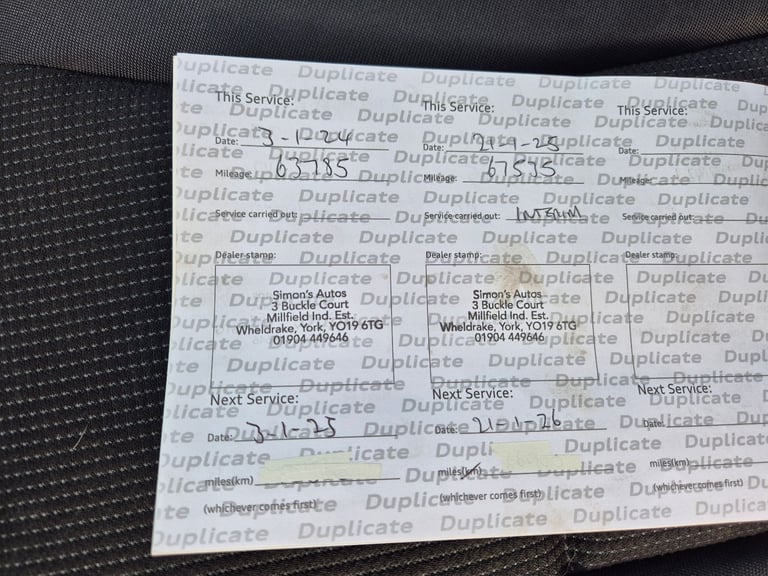 This Service:
Date: 3-1-24
Mileage: 63785
Service carried out:
Dealer stamp:
Simon's Autos
3 Buckle Court
Millfield Ind. Est.
Wheldrake, York, YO19 6TG
01904 449646
Next Service:
Date: 3-1-25
miles(km)
(whichever comes first)
This Service:
Date: 21-1-25
Mileage: 67535
Service carried out: INTERIM
Dealer stamp:
Simon's Autos
3 Buckle Court
Millfield Ind. Est.
Wheldrake, York, YO19 6TG
01904 449646
Next Service:
Date: 21-1-26
miles(km)
(whichever comes first)
This Service:
Date:
Mileage:
Service carried out:
Dealer stamp:
Next Service:
Date:
miles(km)
(whichever comes first)
Duplicate